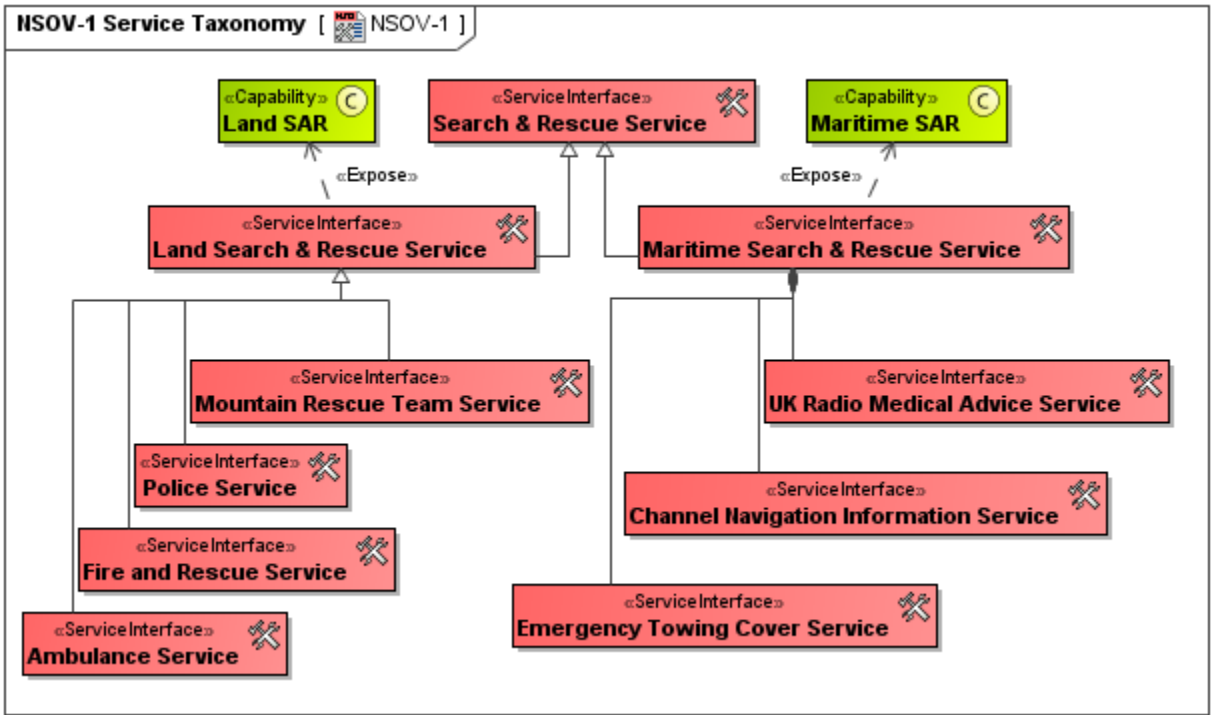 NSOV-1 Service Taxonomy [ NSOV-1 ]
«Capability» C
Land SAR
«ServiceInterface»
Search & Rescue Service
«Capability» C
Maritime SAR
«Expose»
«Expose»
«ServiceInterface»
Land Search & Rescue Service
«ServiceInterface»
Maritime Search & Rescue Service
«ServiceInterface»
Mountain Rescue Team Service
«ServiceInterface»
UK Radio Medical Advice Service
«ServiceInterface»
Police Service
«ServiceInterface»
Channel Navigation Information Service
«ServiceInterface»
Fire and Rescue Service
«ServiceInterface»
Emergency Towing Cover Service
«ServiceInterface»
Ambulance Service